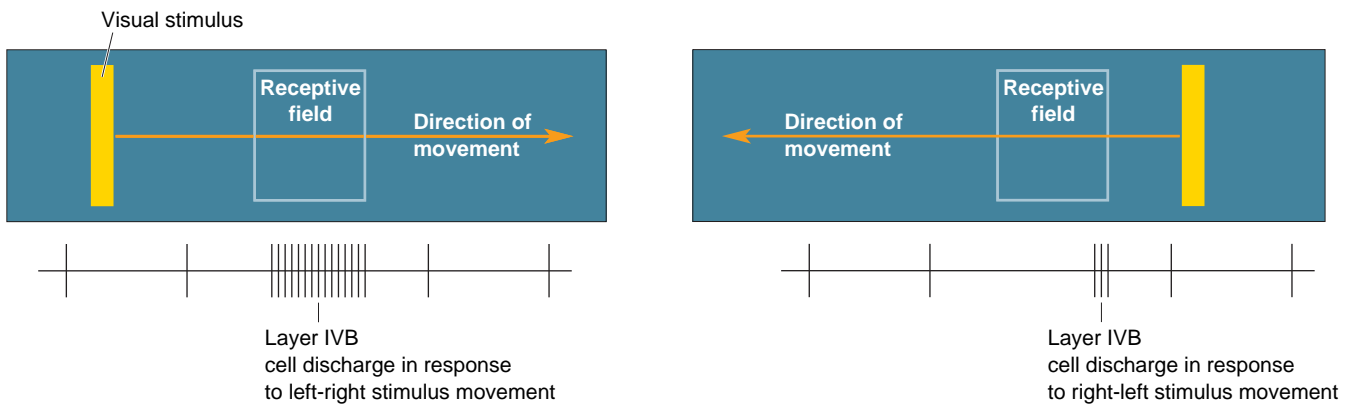 Visual stimulus
Receptive
field
Direction of
movement
Layer IVB
cell discharge in response
to left-right stimulus movement
Receptive
field
Direction of
movement
Layer IVB
cell discharge in response
to right-left stimulus movement